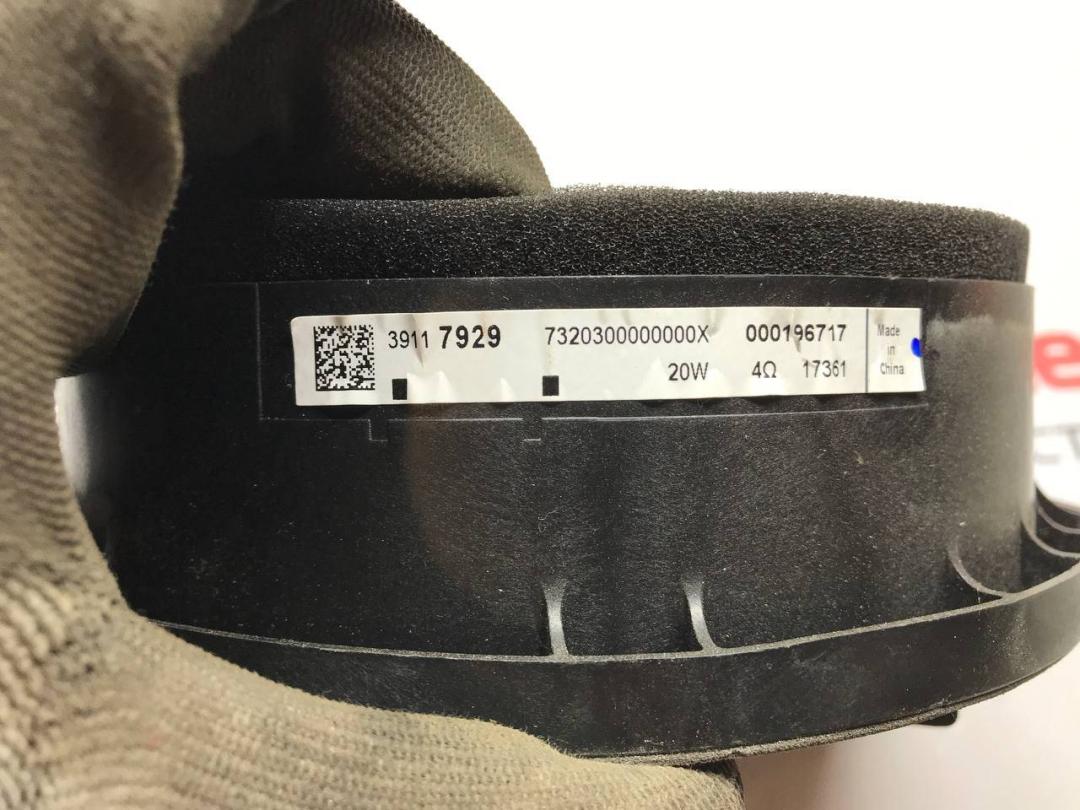 3911 7929 7320300000000X 000196717
20W 4Ω 17361
Made
in
China